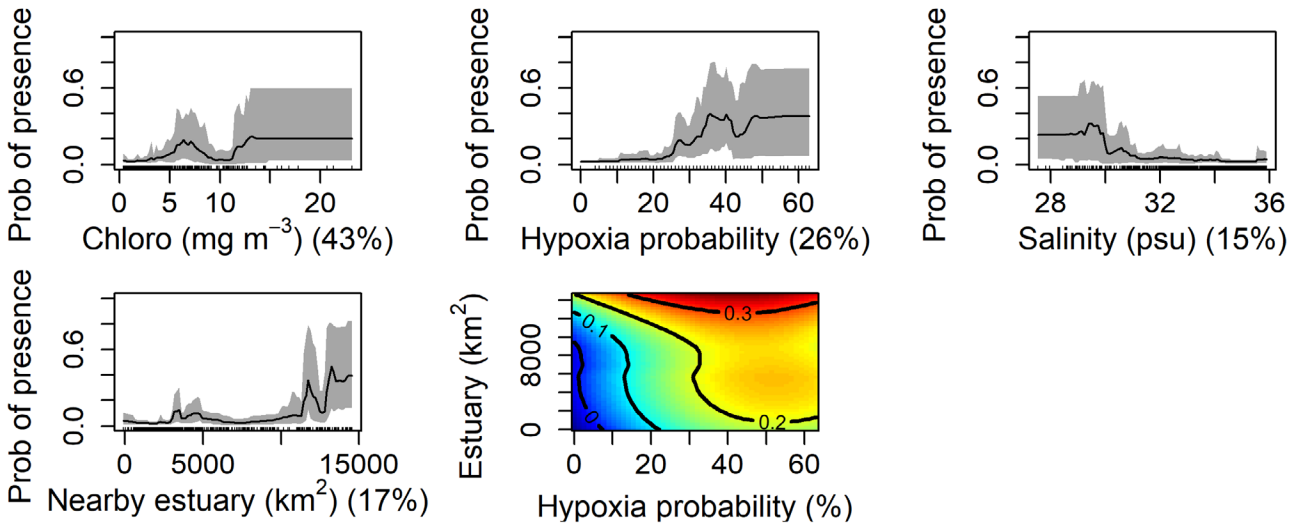 Prob of presence
0.0 0.6
0 5 10 20
Chloro (mg m⁻³) (43%)
Prob of presence
0.0 0.6
0 20 40 60
Hypoxia probability (26%)
Prob of presence
0.0 0.6
28 32 36
Salinity (psu) (15%)
Prob of presence
0.0 0.6
0 5000 15000
Nearby estuary (km²) (17%)
Estuary (km²)
0 8000
0.1
0.3
0
0.2
0 20 40 60
Hypoxia probability (%)